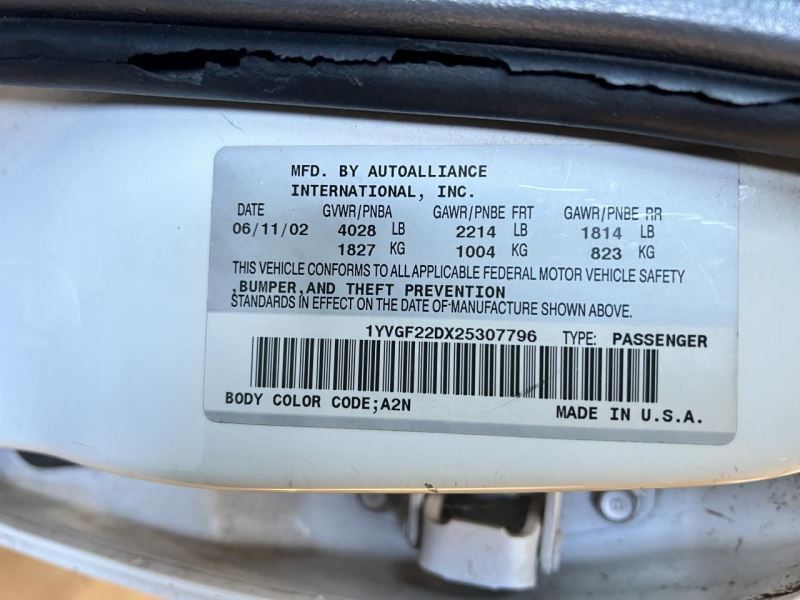 MFD. BY AUTOALLIANCE
INTERNATIONAL, INC.
DATE GVWR/PNBA GAWR/PNBE FRT GAWR/PNBE RR
06/11/02 4028 LB 2214 LB 1814 LB
1827 KG 1004 KG 823 KG
THIS VEHICLE CONFORMS TO ALL APPLICABLE FEDERAL MOTOR VEHICLE SAFETY
,BUMPER,AND THEFT PREVENTION
STANDARDS IN EFFECT ON THE DATE OF MANUFACTURE SHOWN ABOVE.
1YVGF22DX25307796 TYPE: PASSENGER
BODY COLOR CODE;A2N MADE IN U.S.A.